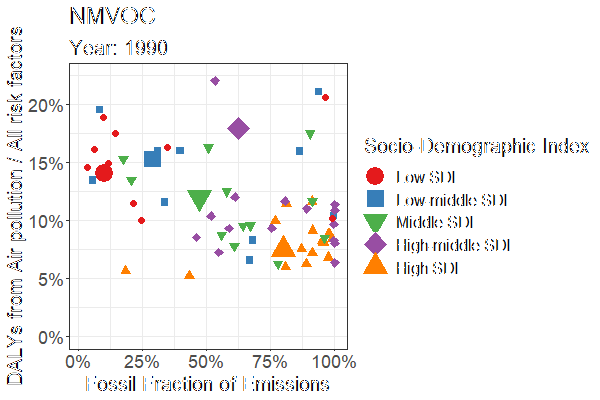 NMVOC
Year: 1990
DALYs from Air pollution / All risk factors
20%
15%
10%
5%
0%
0%
25%
50%
75%
100%
Fossil Fraction of Emissions
Socio-Demographic Index
Low SDI
Low-middle SDI
Middle SDI
High-middle SDI
High SDI